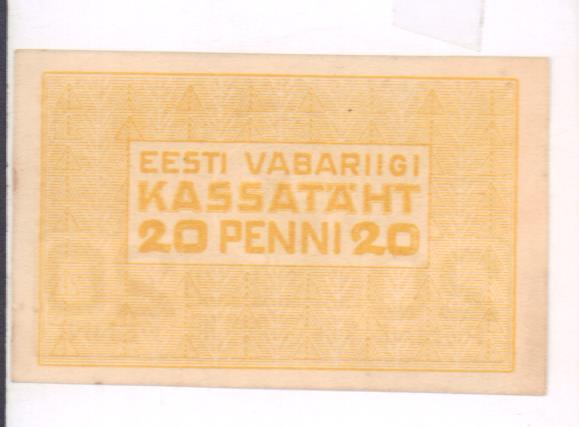 EESTI VABARIIGI
KASSATÄHT
20 PENNI 20